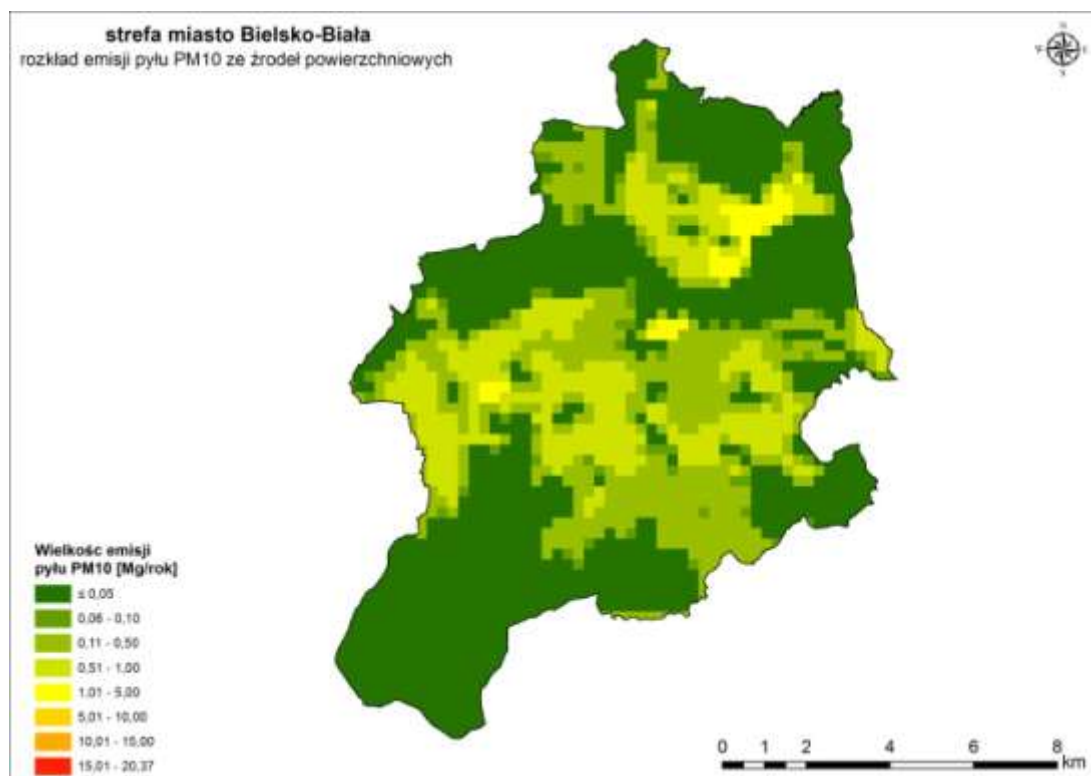 strefa miasto Bielsko-Biała
rozkład emisji pyłu PM10 ze źrodeł powierzchniowych
Wielkośc emisji
pyłu PM10 [Mg/rok]
≤ 0,05
0,06 - 0,10
0,11 - 0,50
0,51 - 1,00
1,01 - 5,00
5,01 - 10,00
10,01 - 15,00
15,01 - 20,37
0 1 2 4 6 8
km